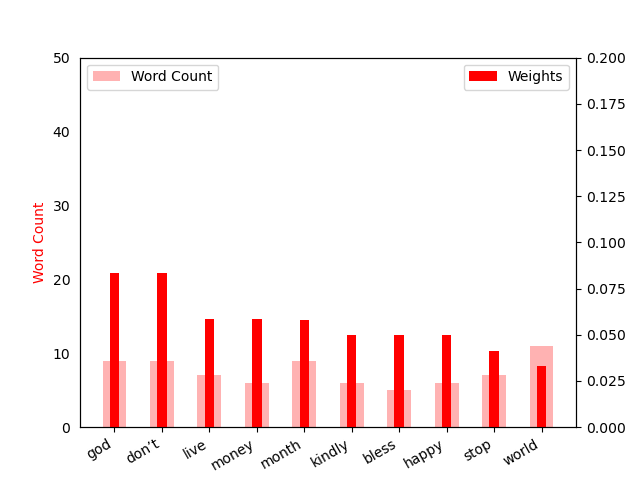 Word Count
Weights
Word Count
50
40
30
20
10
0
0.200
0.175
0.150
0.125
0.100
0.075
0.050
0.025
0.000
god
don’t
live
money
month
kindly
bless
happy
stop
world